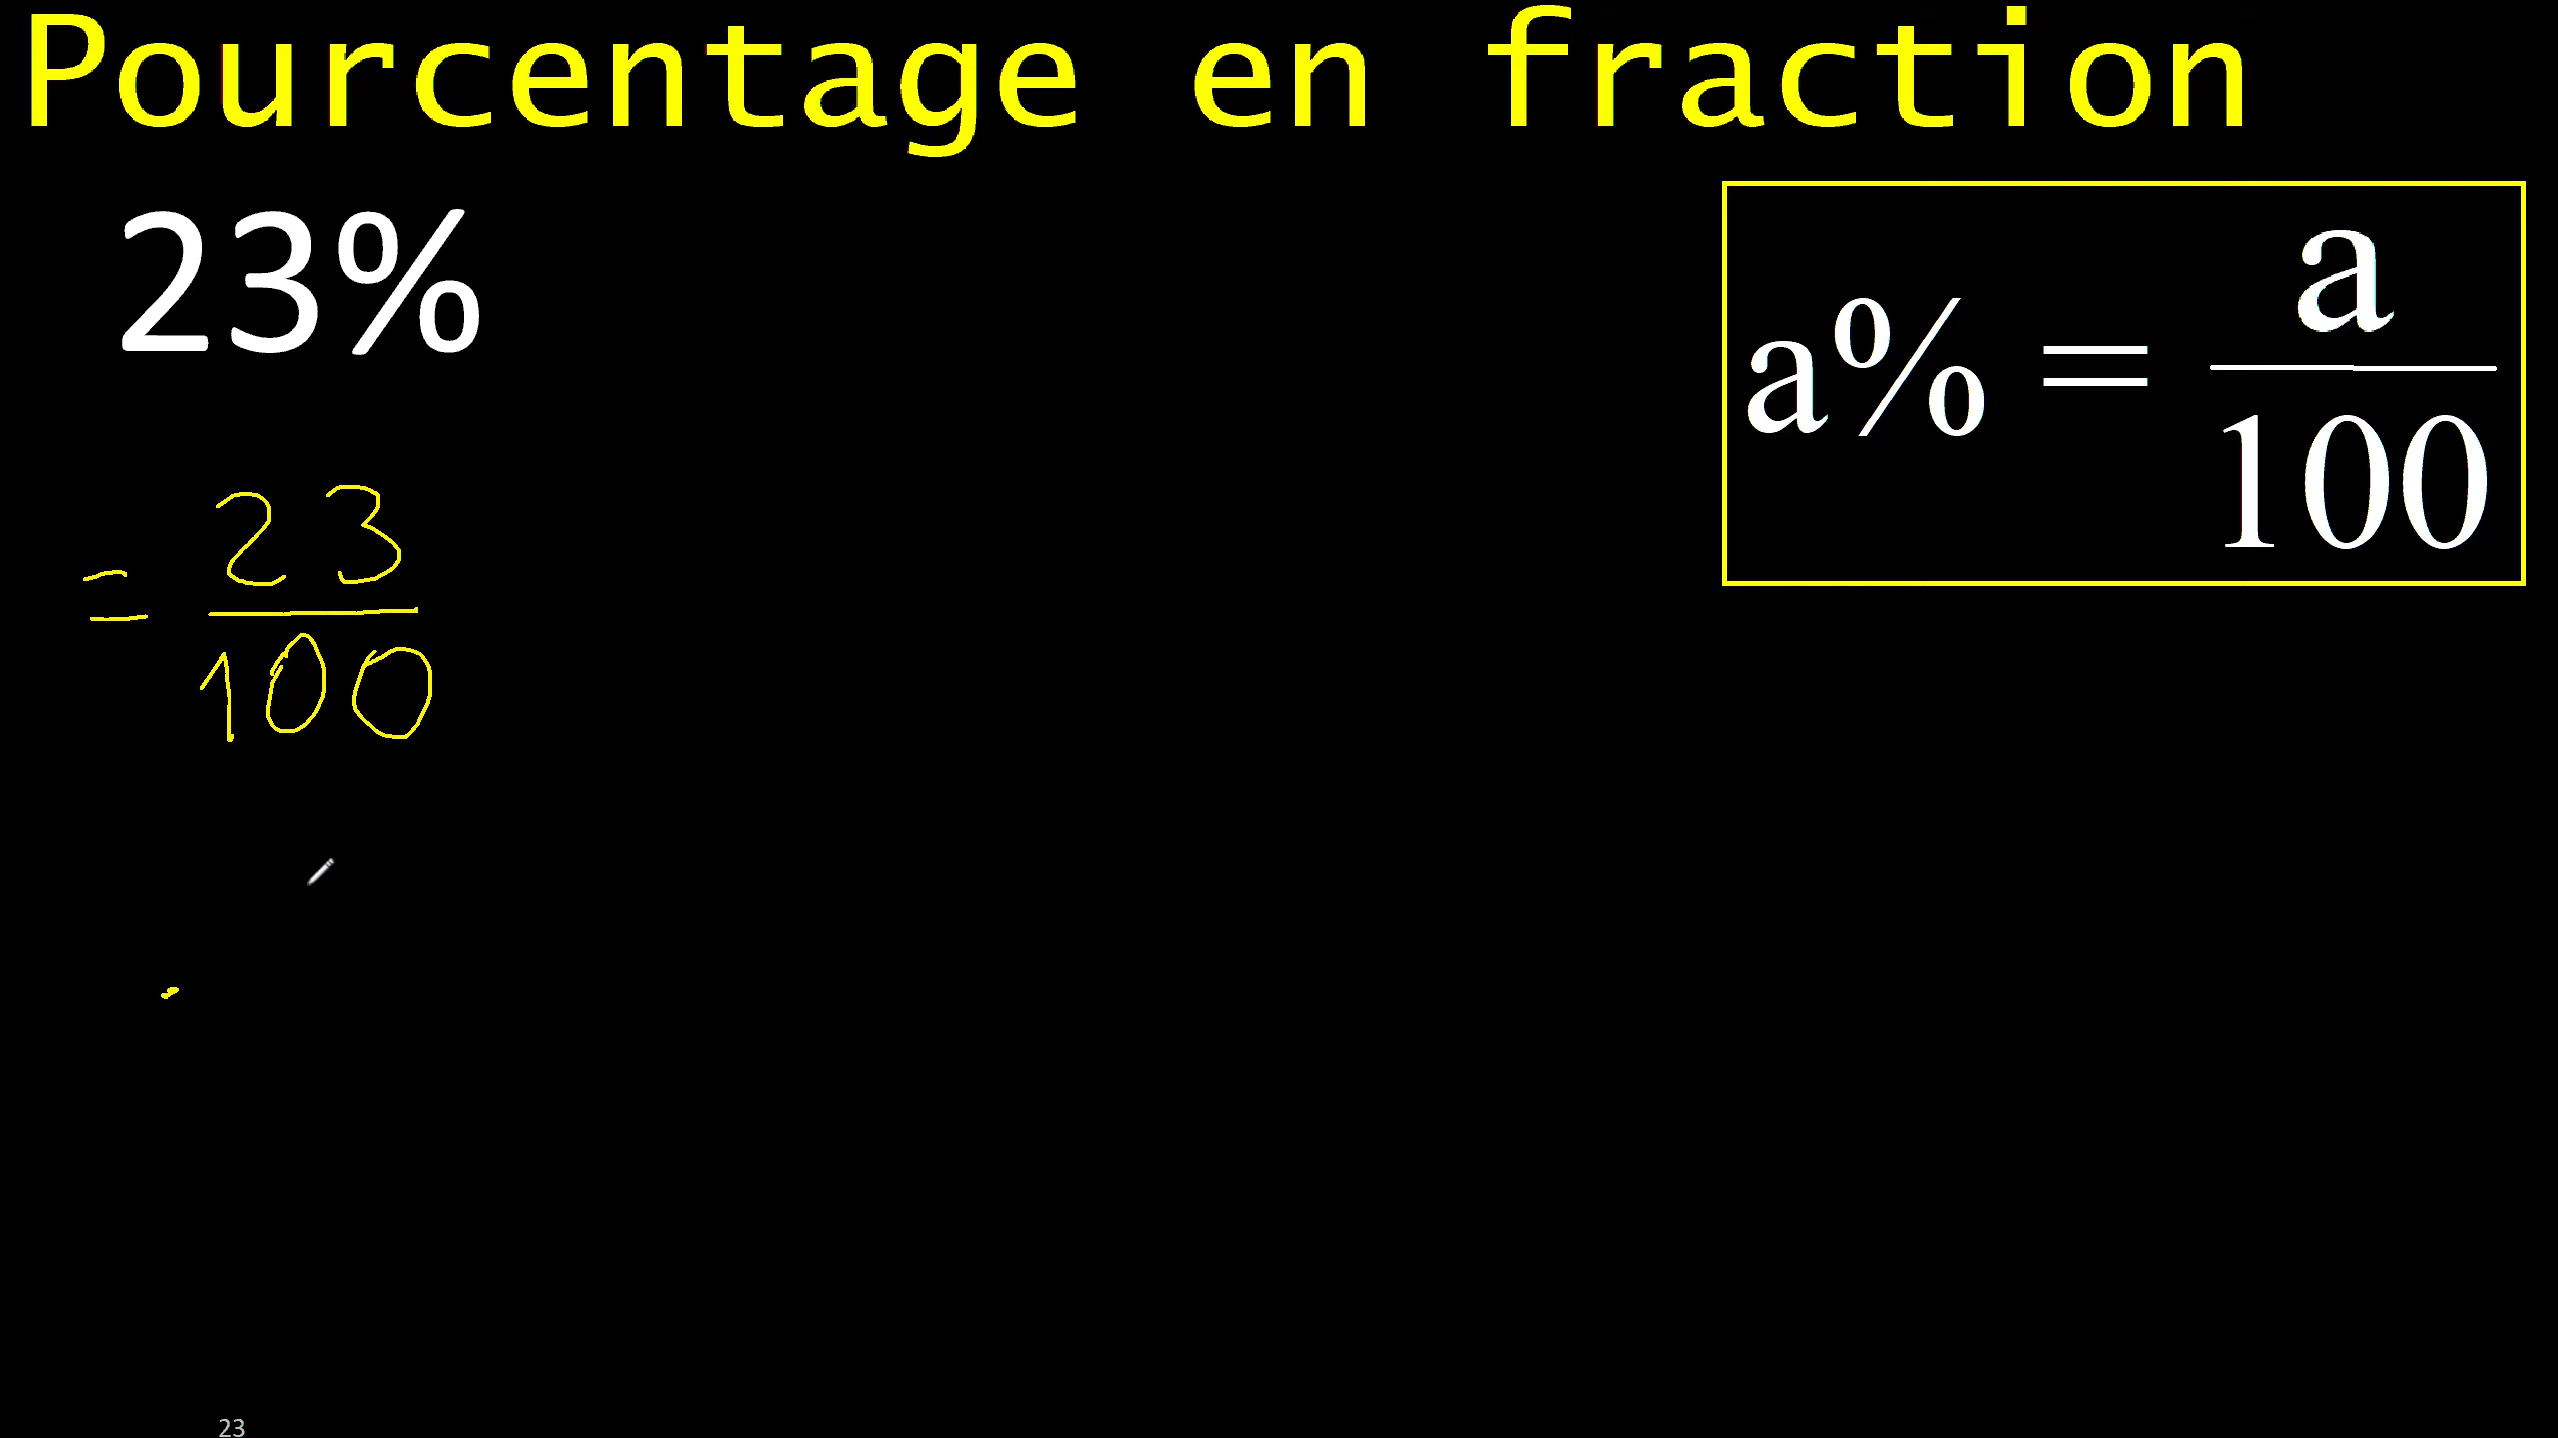 Pourcentage en fraction
23%
a% = a/100
= 23/100
23